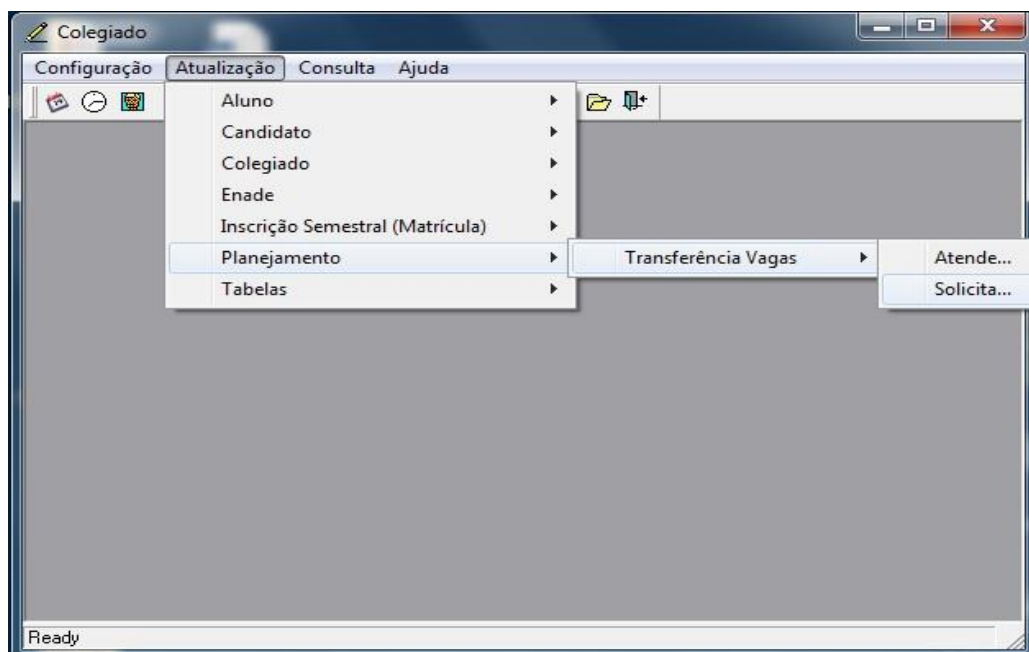 Colegiado
Configuração Atualização Consulta Ajuda
Aluno
Candidato
Colegiado
Enade
Inscrição Semestral (Matrícula)
Planejamento Transferência Vagas Atende...
Tabelas Solicita...
Ready